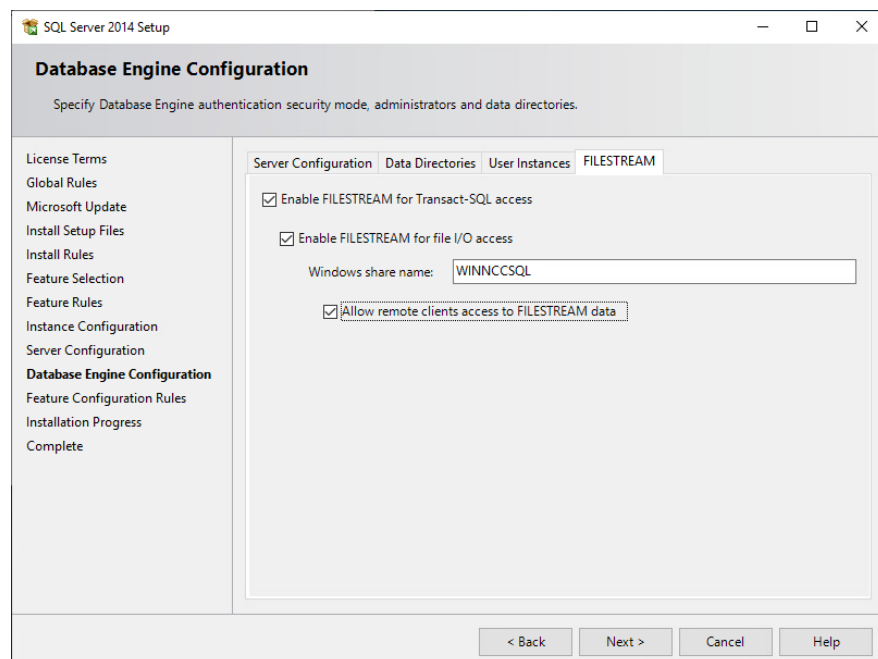 SQL Server 2014 Setup
Database Engine Configuration
Specify Database Engine authentication security mode, administrators and data directories.
License Terms
Global Rules
Microsoft Update
Install Setup Files
Install Rules
Feature Selection
Feature Rules
Instance Configuration
Server Configuration
Database Engine Configuration
Feature Configuration Rules
Installation Progress
Complete
Server Configuration Data Directories User Instances FILESTREAM
Enable FILESTREAM for Transact-SQL access
Enable FILESTREAM for file I/O access
Windows share name: WINNCCSQL
Allow remote clients access to FILESTREAM data
< Back Next > Cancel Help